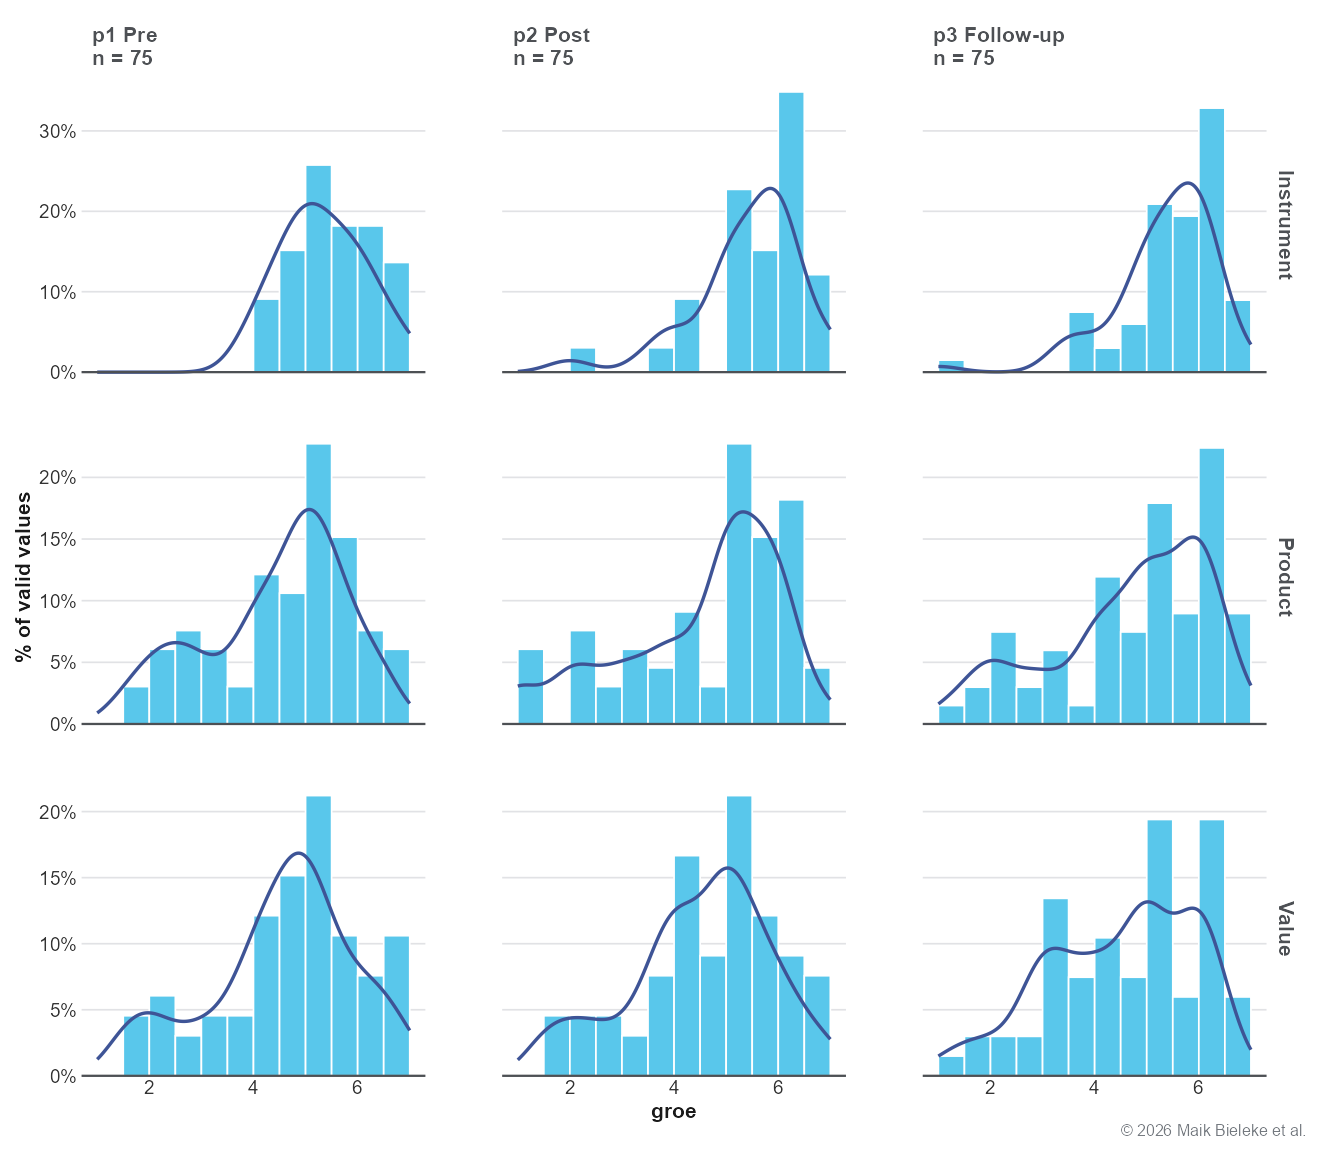 p1 Pre
n = 75
p2 Post
n = 75
p3 Follow-up
n = 75
30%
20%
10%
0%
Instrument
20%
15%
10%
5%
0%
Product
20%
15%
10%
5%
0%
Value
% of valid values
2 4 6
2 4 6
2 4 6
groe
© 2026 Maik Bieleke et al.